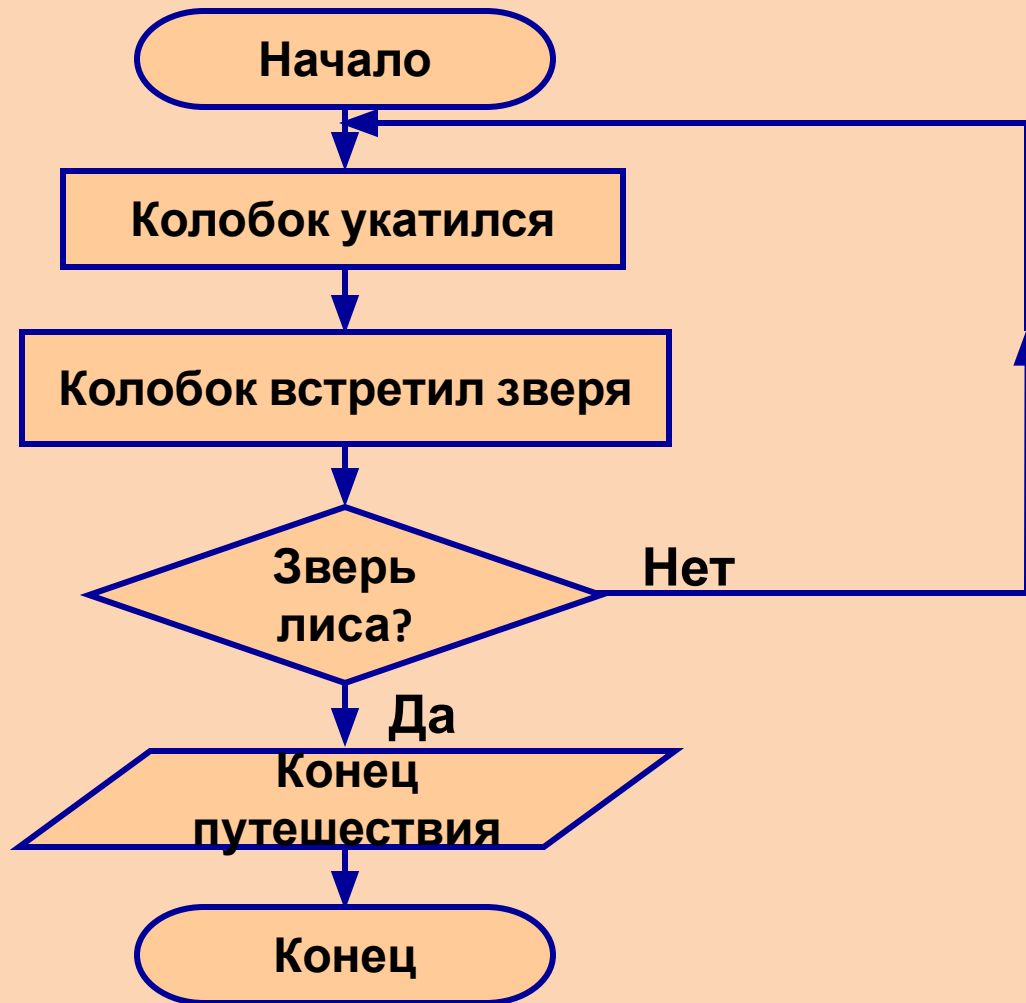 Начало
Колобок укатился
Колобок встретил зверя
Зверь
лиса?
Нет
Да
Конец
путешествия
Конец